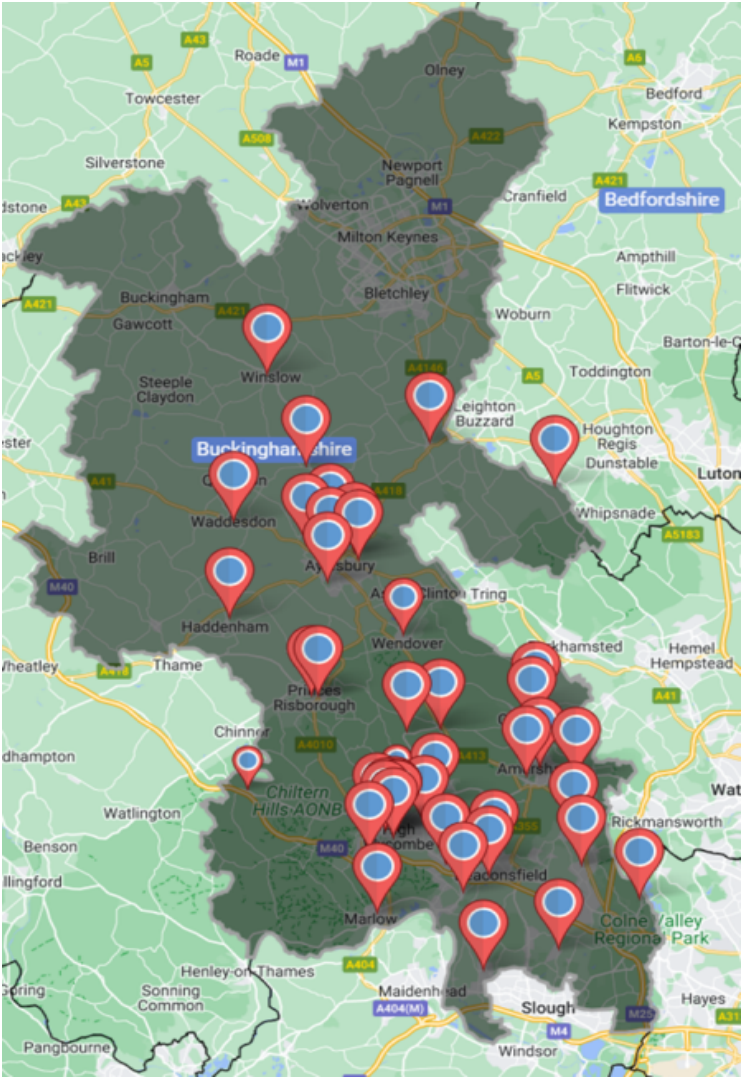 A43
A5
Roade
M1
Olney
A6
Towcester
Bedford
Kempston
A508
A422
Silverstone
Newport
Pagnell
A421
Cranfield
Bedfordshire
A43
Wolverton
M1
Milton Keynes
Ampthill
Flitwick
Buckingham
Bletchley
A421
A421
Gawcott
Woburn
Barton-le-C
Winslow
A4146
A5
Toddington
Steeple
Claydon
Leighton
Buzzard
Houghton
Regis
Dunstable
Luton
A41
A418
Waddesdon
Whipsnade
A5183
Brill
Aylesbury
M40
Clinton
Tring
Haddenham
Wendover
Hemel
Hempstead
Wheatley
A418
Thame
A41
Princes
Risborough
Chinnor
A4010
A413
Chiltern
Hills AONB
Watlington
Rickmansworth
M40
High
Benson
Beaconsfield
Marlow
Colne Valley
Regional Park
A404
Henley-on-Thames
Maidenhead
A404(M)
Sonning
Common
Slough
M25
Hayes
M4
Windsor
Pangbourne